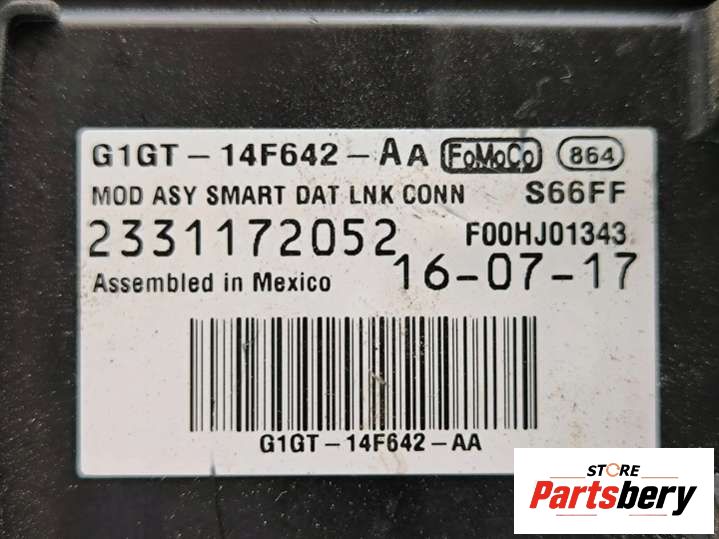 G1GT-14F642-AA FoMoCo 864
MOD ASY SMART DAT LNK CONN S66FF
2331172052 F00HJ01343
Assembled in Mexico 16-07-17
G1GT-14F642-AA
STORE
Partsbery